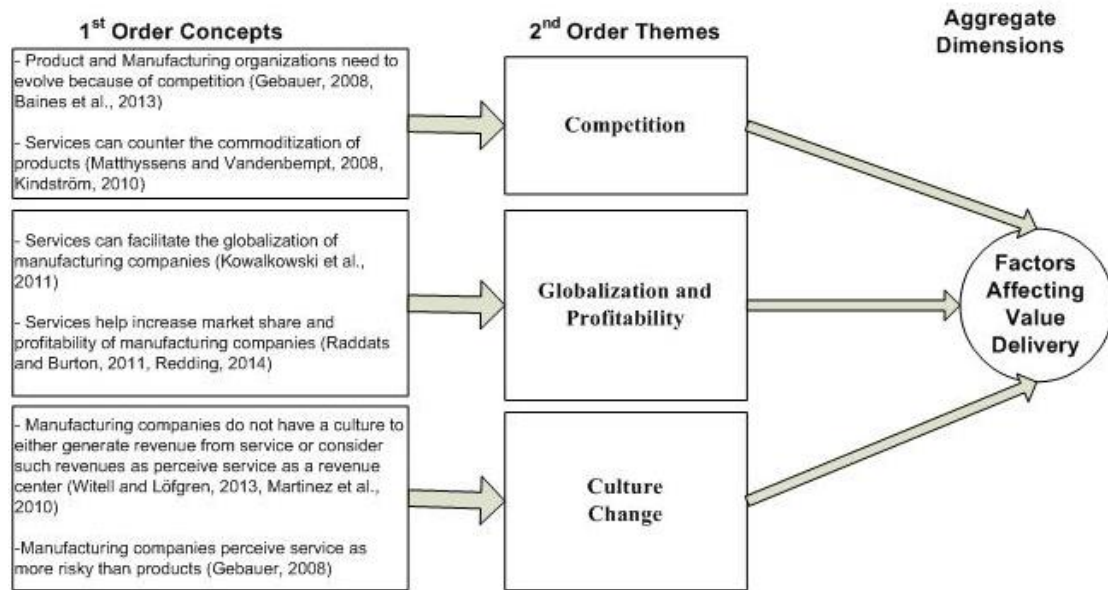 1st Order Concepts
2nd Order Themes
Aggregate
Dimensions
- Product and Manufacturing organizations need to
evolve because of competition (Gebauer, 2008,
Baines et al., 2013)
- Services can counter the commoditization of
products (Matthyssens and Vandenbempt, 2008,
Kindström, 2010)
Competition
- Services can facilitate the globalization of
manufacturing companies (Kowalkowski et al.,
2011)
- Services help increase market share and
profitability of manufacturing companies (Raddats
and Burton, 2011, Redding, 2014)
Globalization and
Profitability
- Manufacturing companies do not have a culture to
either generate revenue from service or consider
such revenues as perceive service as a revenue
center (Witell and Löfgren, 2013, Martinez et al.,
2010)
-Manufacturing companies perceive service as
more risky than products (Gebauer, 2008)
Culture
Change
Factors
Affecting
Value
Delivery